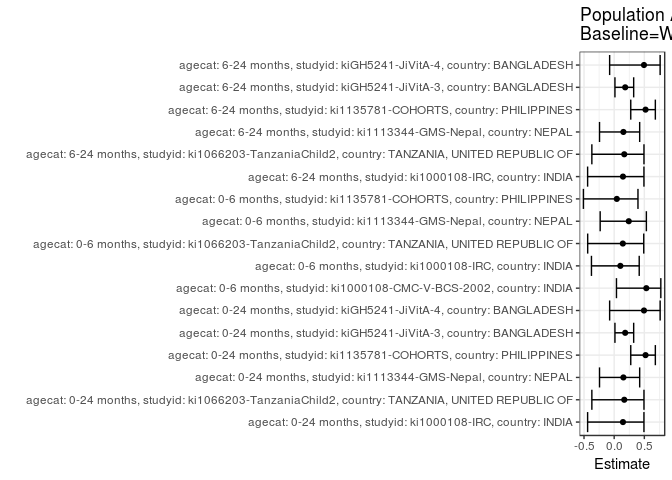 Population
Baseline=W
agecat: 6-24 months, studyid: kiGH5241-JiVitA-4, country: BANGLADESH
agecat: 6-24 months, studyid: kiGH5241-JiVitA-3, country: BANGLADESH
agecat: 6-24 months, studyid: ki1135781-COHORTS, country: PHILIPPINES
agecat: 6-24 months, studyid: ki1113344-GMS-Nepal, country: NEPAL
agecat: 6-24 months, studyid: ki1066203-TanzaniaChild2, country: TANZANIA, UNITED REPUBLIC OF
agecat: 6-24 months, studyid: ki1000108-IRC, country: INDIA
agecat: 0-6 months, studyid: ki1135781-COHORTS, country: PHILIPPINES
agecat: 0-6 months, studyid: ki1113344-GMS-Nepal, country: NEPAL
agecat: 0-6 months, studyid: ki1066203-TanzaniaChild2, country: TANZANIA, UNITED REPUBLIC OF
agecat: 0-6 months, studyid: ki1000108-IRC, country: INDIA
agecat: 0-6 months, studyid: ki1000108-CMC-V-BCS-2002, country: INDIA
agecat: 0-24 months, studyid: kiGH5241-JiVitA-4, country: BANGLADESH
agecat: 0-24 months, studyid: kiGH5241-JiVitA-3, country: BANGLADESH
agecat: 0-24 months, studyid: ki1135781-COHORTS, country: PHILIPPINES
agecat: 0-24 months, studyid: ki1113344-GMS-Nepal, country: NEPAL
agecat: 0-24 months, studyid: ki1066203-TanzaniaChild2, country: TANZANIA, UNITED REPUBLIC OF
agecat: 0-24 months, studyid: ki1000108-IRC, country: INDIA
-0.5 0.0 0.5
Estimate